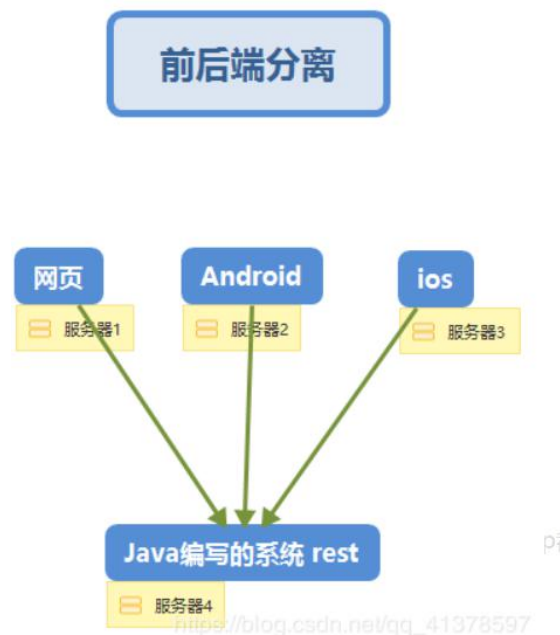 前后端分离
网页
Android
ios
服务器1
服务器2
服务器3
Java编写的系统 rest
服务器4
https://blog.csdn.net/qq_41378597